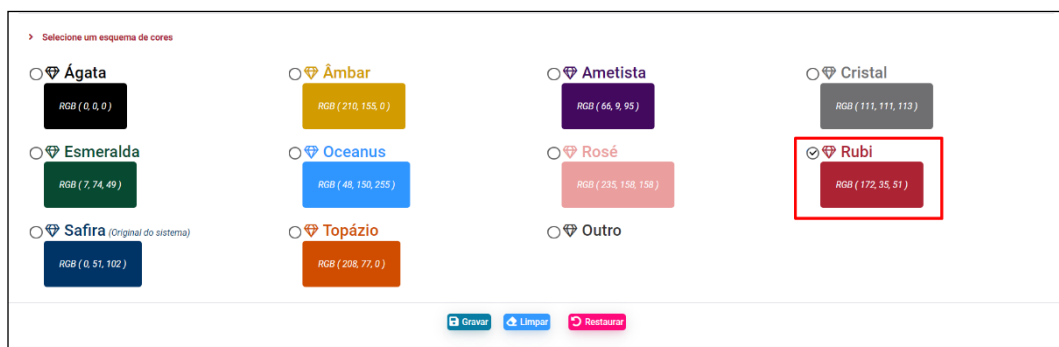 Selecione um esquema de cores
Ágata
Âmbar
Ametista
Cristal
RGB ( 0, 0, 0 )
RGB ( 210, 155, 0 )
RGB ( 66, 9, 95 )
RGB ( 111, 111, 113 )
Esmeralda
Oceanus
Rosé
Rubi
RGB ( 7, 74, 49 )
RGB ( 48, 150, 255 )
RGB ( 235, 158, 158 )
RGB ( 172, 35, 51 )
Safira (Original do sistema)
Topázio
Outro
RGB ( 0, 51, 102 )
RGB ( 208, 77, 0 )
Gravar
Limpar
Restaurar